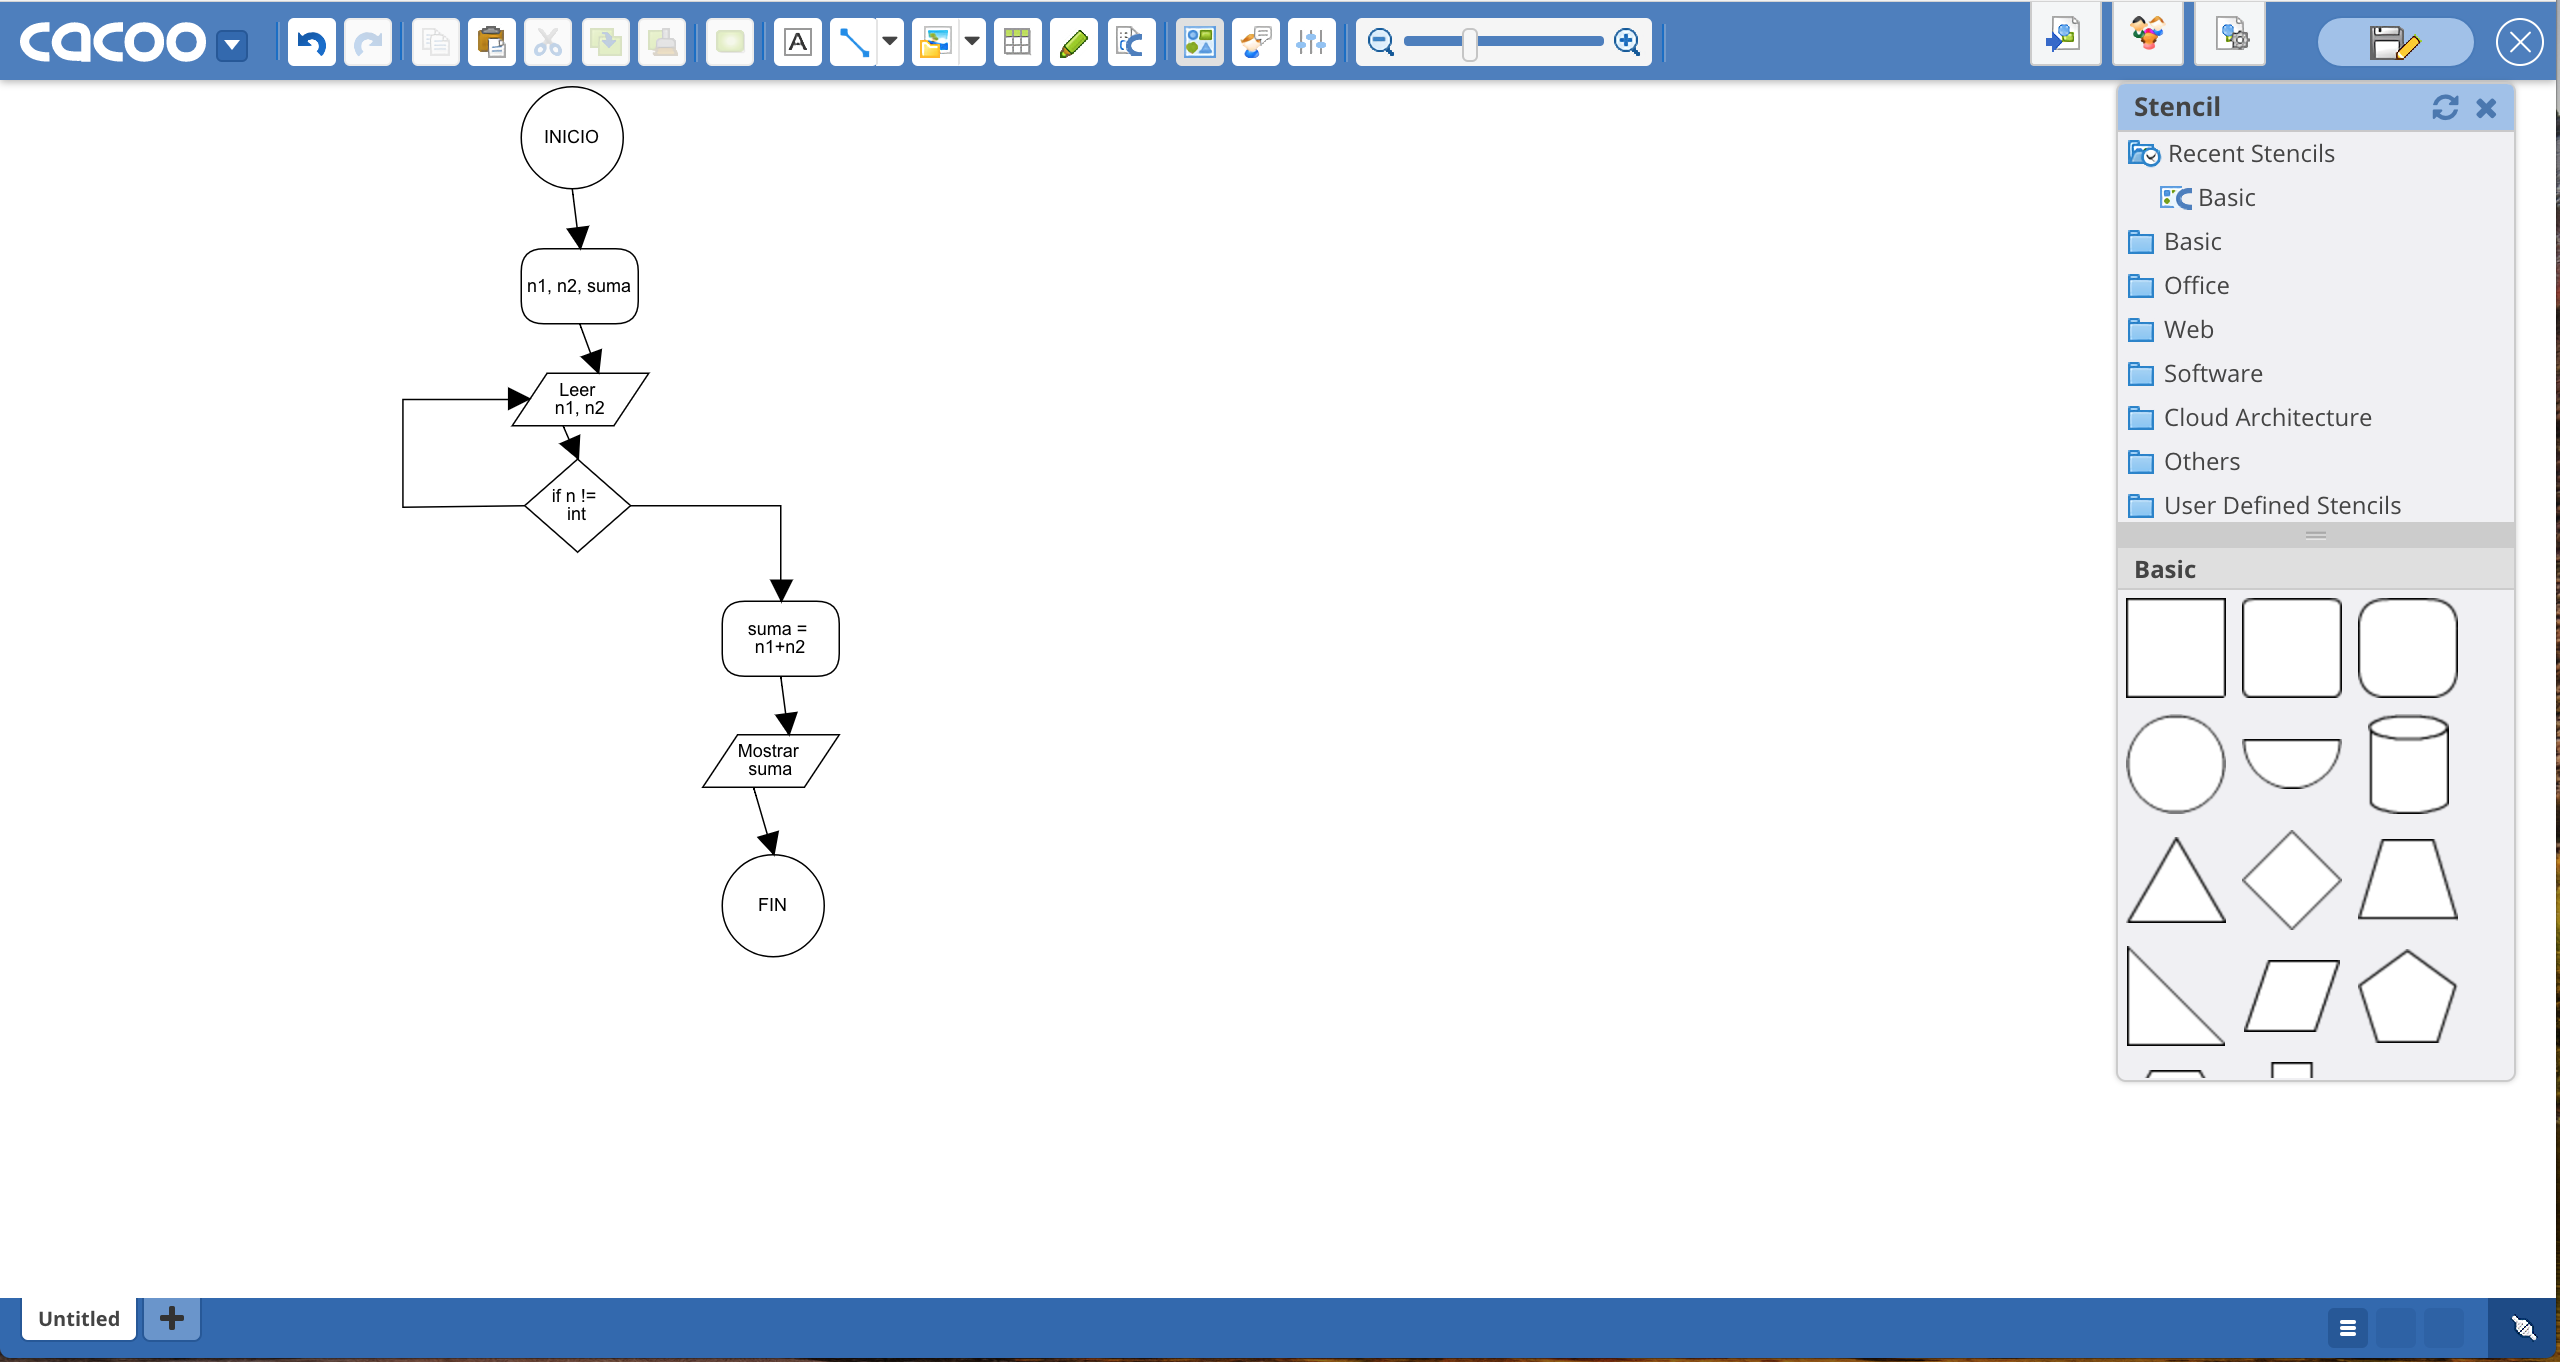 cacoo
A
INICIO
n1, n2, suma
Leer
n1, n2
if n !=
int
suma =
n1+n2
Mostrar
suma
FIN
Stencil
Recent Stencils
Basic
Basic
Office
Web
Software
Cloud Architecture
Others
User Defined Stencils
Basic
Untitled